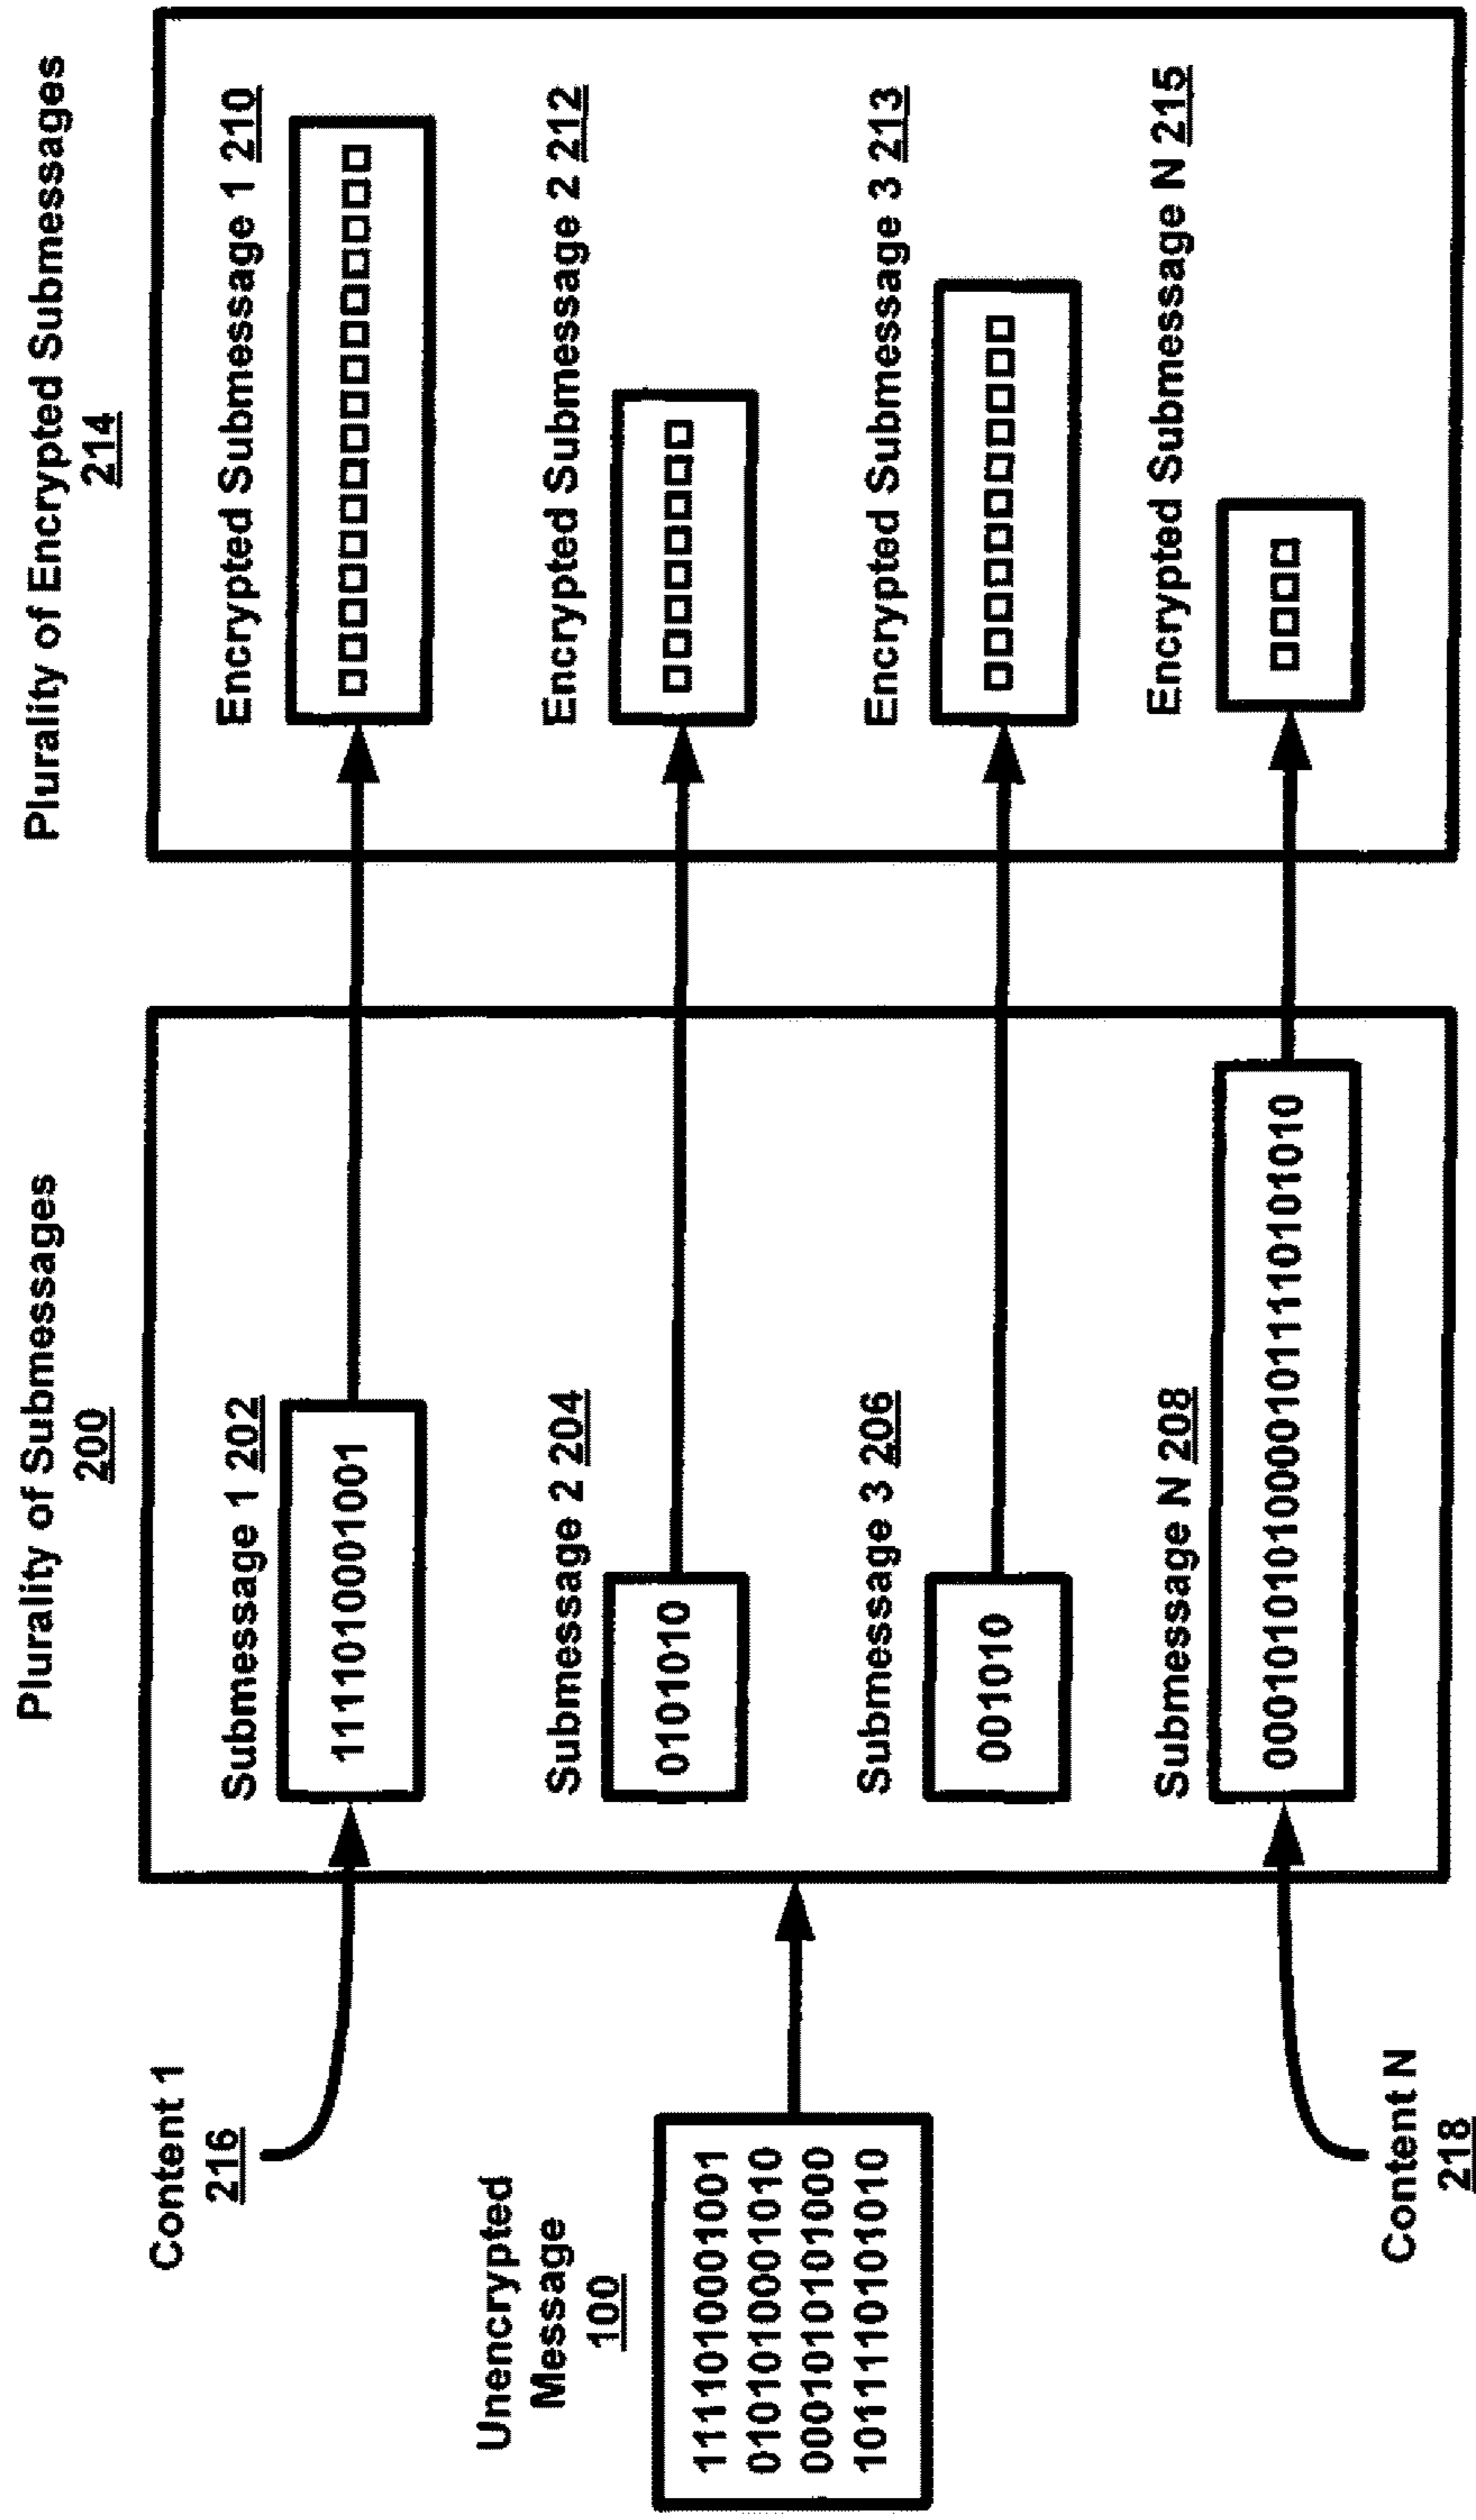 Plurality of Submessages
200
Plurality of Encrypted Submessages
214
Content 1
216
Unencrypted
Message
100
1111010001001
0101010001010
0001010101000
1011110101010
Content N
218
Submessage 1 202
1111010001001
Submessage 2 204
0101010
Submessage 3 206
001010
Submessage N 208
000101010100001011110101010
Encrypted Submessage 1 210
Encrypted Submessage 2 212
Encrypted Submessage 3 213
Encrypted Submessage N 215